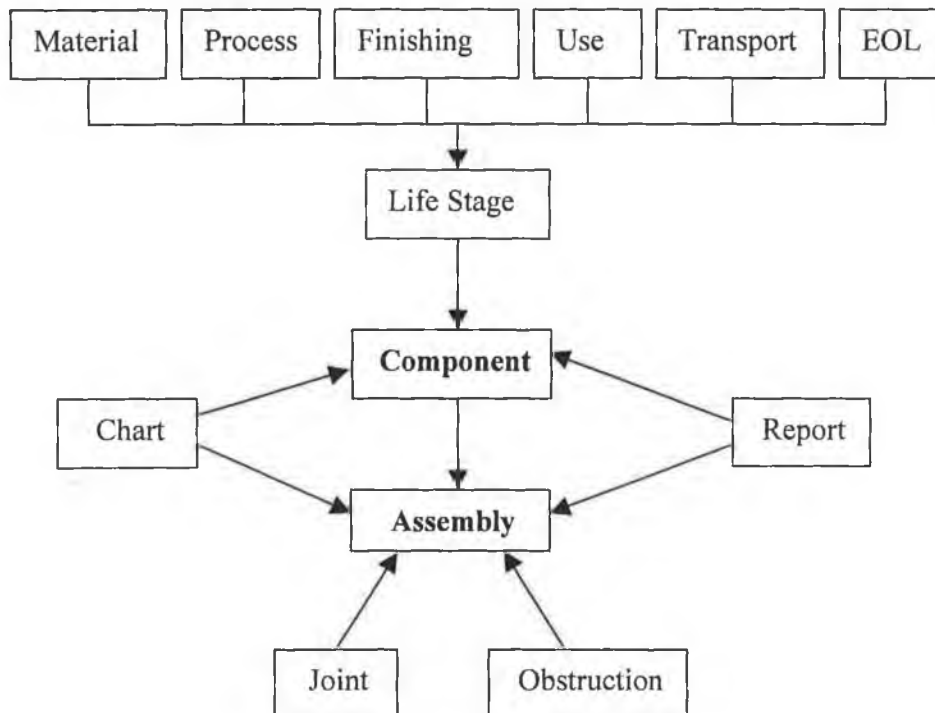 Material
Process
Finishing
Use
Transport
EOL
Life Stage
Component
Chart
Report
Assembly
Joint
Obstruction